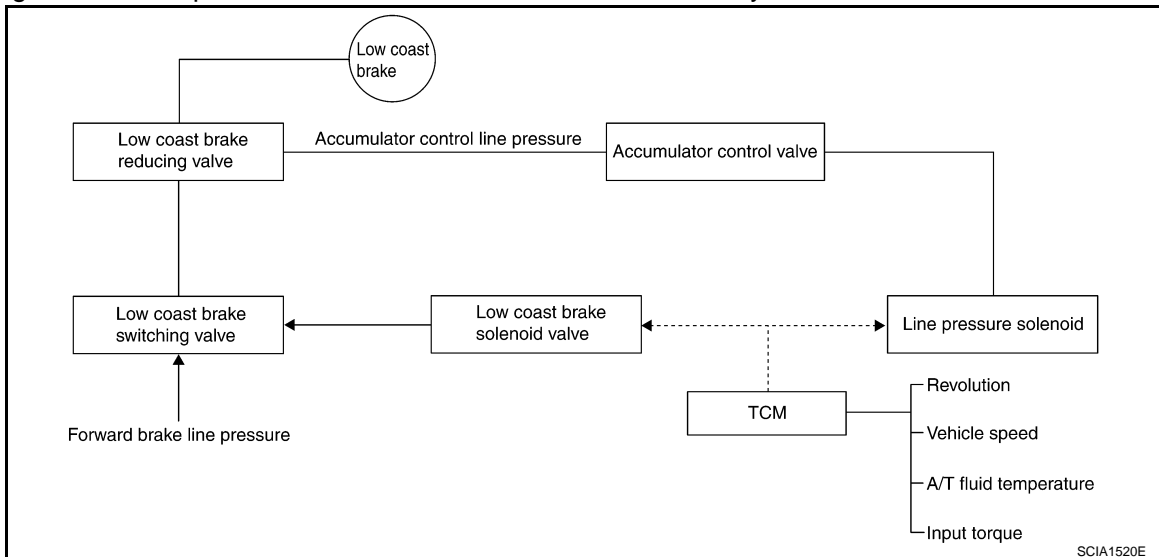 Low coast
brake
Low coast brake
reducing valve
Accumulator control line pressure
Accumulator control valve
Low coast brake
switching valve
Low coast brake
solenoid valve
Line pressure solenoid
TCM
Revolution
Forward brake line pressure
Vehicle speed
A/T fluid temperature
Input torque
SCIA1520E